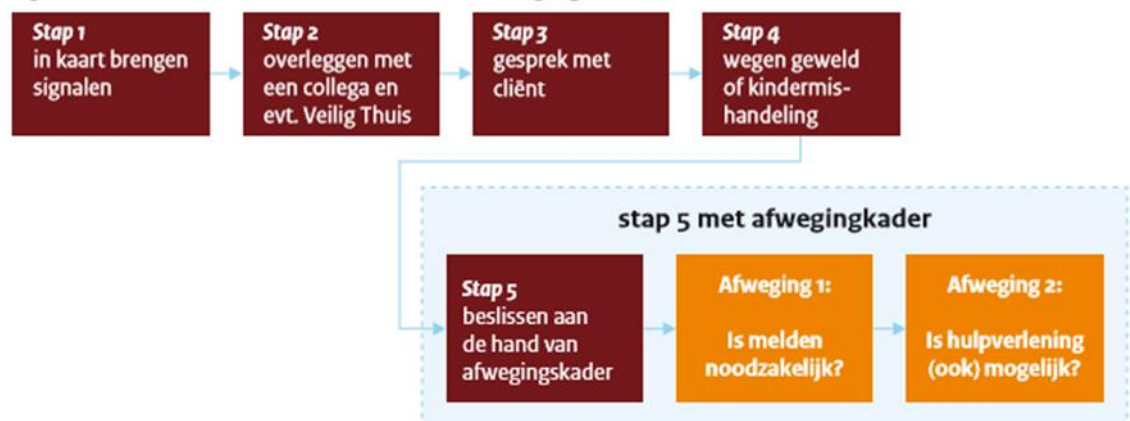 Stap 1
in kaart brengen
signalen
Stap 2
overleggen met
een collega en
evt. Veilig Thuis
Stap 3
gesprek met
cliënt
Stap 4
wegen geweld
of kindermis-
handeling
stap 5 met afwegingkader
Stap 5
beslissen aan
de hand van
afwegingskader
Afweging 1:
Is melden
noodzakelijk?
Afweging 2:
Is hulpverlening
(ook) mogelijk?